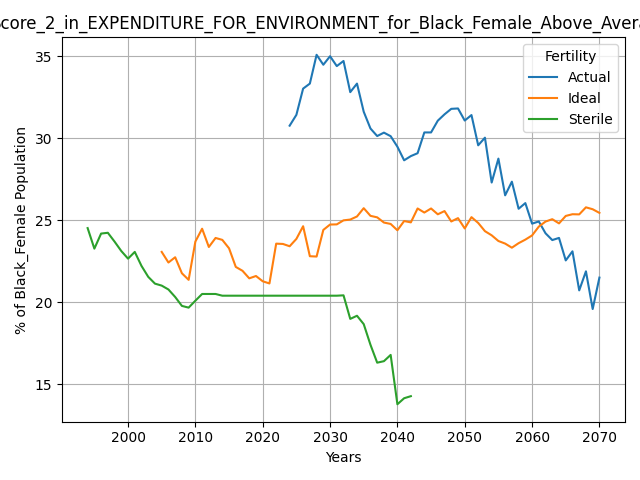 core_2_in_EXPENDITURE_FOR_ENVIRONMENT_for_Black_Female_Above_Avera
% of Black_Female Population
35
30
25
20
15
Fertility
Actual
Ideal
Sterile
2000 2010 2020 2030 2040 2050 2060 2070
Years